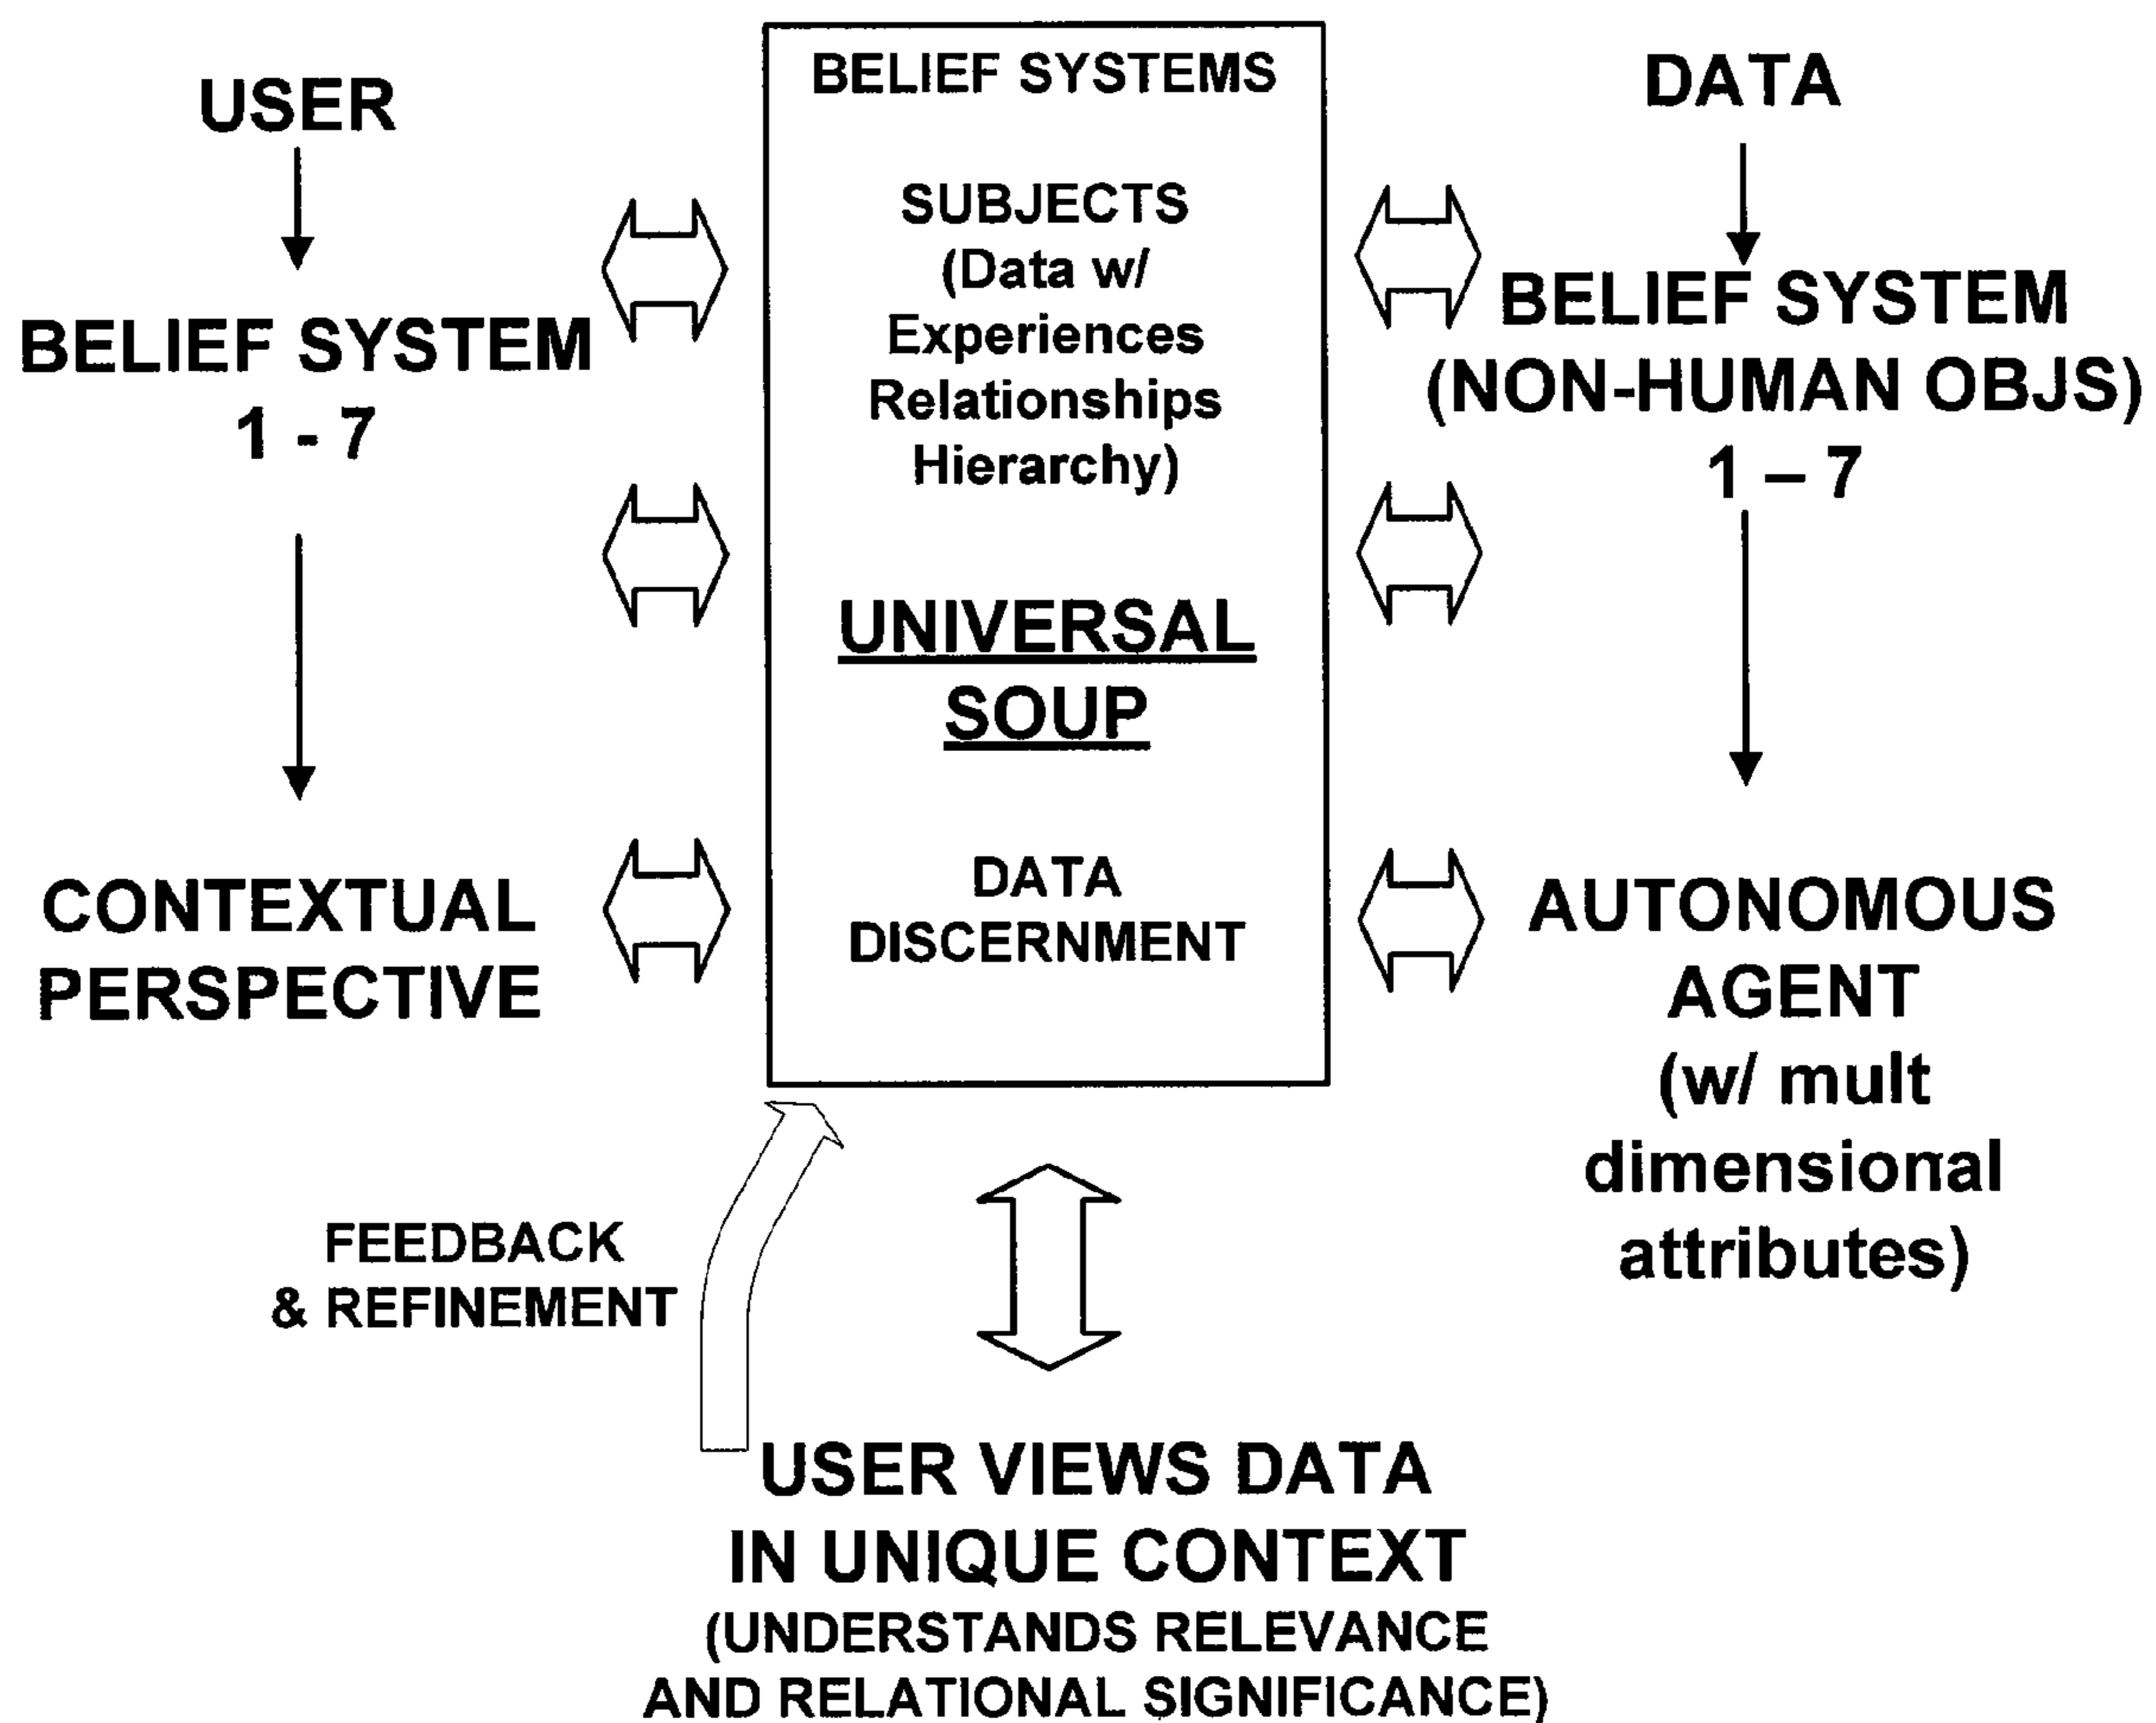 USER
BELIEF SYSTEM
1 - 7
CONTEXTUAL
PERSPECTIVE
BELIEF SYSTEMS
SUBJECTS
(Data w/
Experiences
Relationships
Hierarchy)
UNIVERSAL
SOUP
DATA
DISCERNMENT
DATA
BELIEF SYSTEM
(NON-HUMAN OBJS)
1 – 7
AUTONOMOUS
AGENT
(w/ mult
dimensional
attributes)
FEEDBACK
& REFINEMENT
USER VIEWS DATA
IN UNIQUE CONTEXT
(UNDERSTANDS RELEVANCE
AND RELATIONAL SIGNIFICANCE)